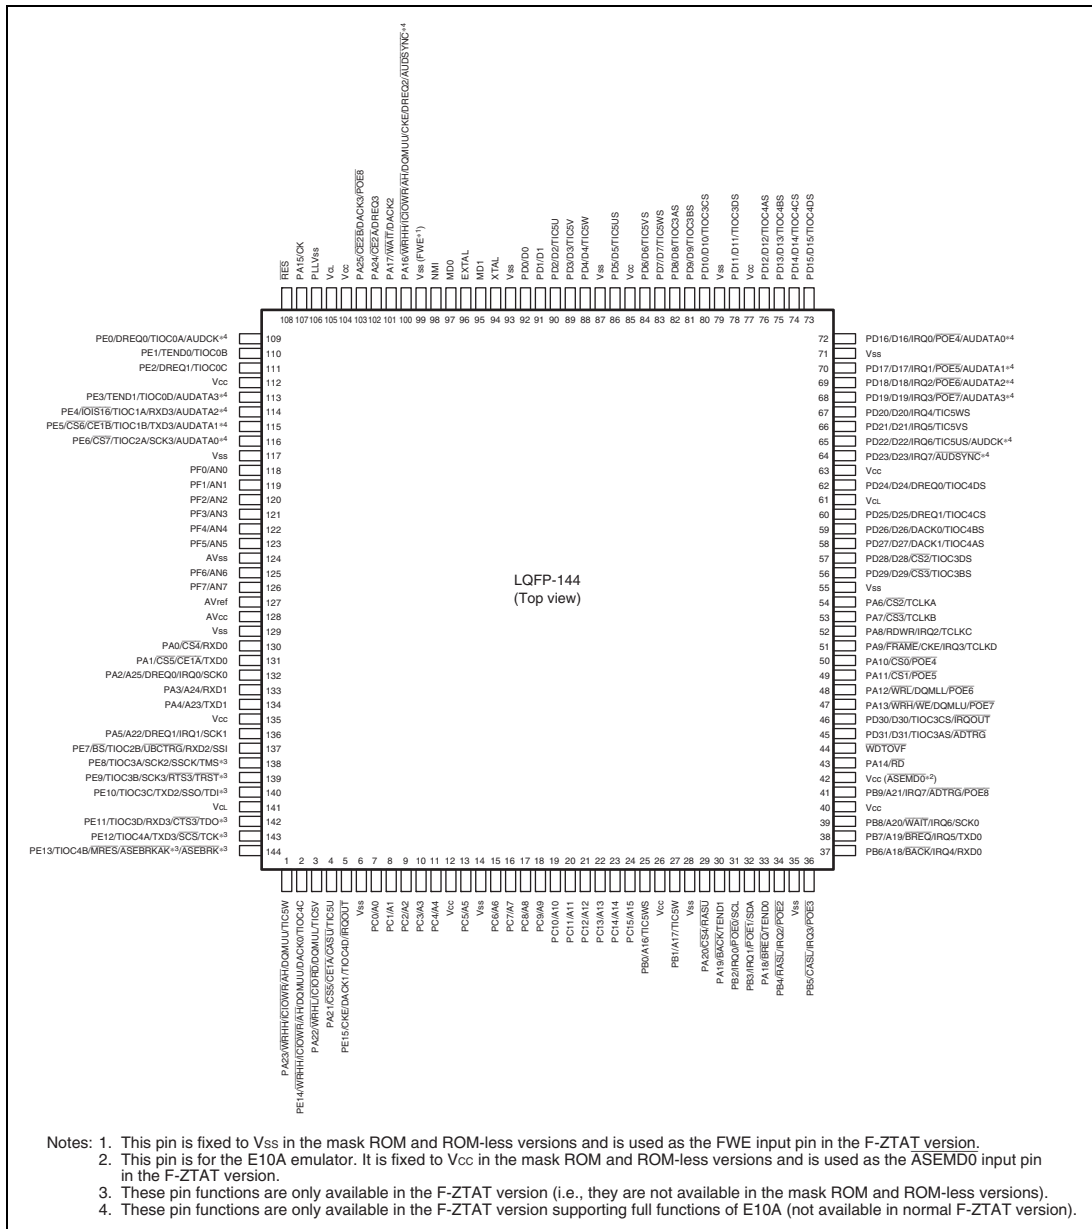 RES
PA15/CK
PLLVss
VCL
Vcc
PA25/CE2B/DACK3/POE8
PA24/CE2A/DREQ3
PA17/WAIT/DACK2
PA16/WRHH/ICIOWR/AH/DQMUU/CKE/DREQ2/AUDSYNC*4
Vss (FWE*1)
NMI
MD0
EXTAL
MD1
XTAL
Vss
PD0/D0
PD1/D1
PD2/D2/TIC5U
PD3/D3/TIC5V
PD4/D4/TIC5W
Vss
PD5/D5/TIC5US
Vcc
PD6/D6/TIC5VS
PD7/D7/TIC5WS
PD8/D8/TIOC3AS
PD9/D9/TIOC3BS
PD10/D10/TIOC3CS
Vss
PD11/D11/TIOC3DS
Vcc
PD12/D12/TIOC4AS
PD13/D13/TIOC4BS
PD14/D14/TIOC4CS
PD15/D15/TIOC4DS
108 107 106 105 104 103 102 101 100 99 98 97 96 95 94 93 92 91 90 89 88 87 86 85 84 83 82 81 80 79 78 77 76 75 74 73
PE0/DREQ0/TIOC0A/AUDCK*4 109
PE1/TEND0/TIOC0B 110
PE2/DREQ1/TIOC0C 111
Vcc 112
PE3/TEND1/TIOC0D/AUDATA3*4 113
PE4/IOIS16/TIOC1A/RXD3/AUDATA2*4 114
PE5/CS6/CE1B/TIOC1B/TXD3/AUDATA1*4 115
PE6/CS7/TIOC2A/SCK3/AUDATA0*4 116
Vss 117
PF0/AN0 118
PF1/AN1 119
PF2/AN2 120
PF3/AN3 121
PF4/AN4 122
PF5/AN5 123
AVss 124
PF6/AN6 125
PF7/AN7 126
AVref 127
AVcc 128
Vss 129
PA0/CS4/RXD0 130
PA1/CS5/CE1A/TXD0 131
PA2/A25/DREQ0/IRQ0/SCK0 132
PA3/A24/RXD1 133
PA4/A23/TXD1 134
Vcc 135
PA5/A22/DREQ1/IRQ1/SCK1 136
PE7/BS/TIOC2B/UBCTRG/RXD2/SSI 137
PE8/TIOC3A/SCK2/SSCK/TMS*3 138
PE9/TIOC3B/SCK3/RTS3/TRST*3 139
PE10/TIOC3C/TXD2/SSO/TDI*3 140
VCL 141
PE11/TIOC3D/RXD3/CTS3/TDO*3 142
PE12/TIOC4A/TXD3/SCS/TCK*3 143
PE13/TIOC4B/MRES/ASEBRKAK*3/ASEBRK*3 144
LQFP-144
(Top view)
72 PD16/D16/IRQ0/POE4/AUDATA0*4
71 Vss
70 PD17/D17/IRQ1/POE5/AUDATA1*4
69 PD18/D18/IRQ2/POE6/AUDATA2*4
68 PD19/D19/IRQ3/POE7/AUDATA3*4
67 PD20/D20/IRQ4/TIC5WS
66 PD21/D21/IRQ5/TIC5VS
65 PD22/D22/IRQ6/TIC5US/AUDCK*4
64 PD23/D23/IRQ7/AUDSYNC*4
63 Vcc
62 PD24/D24/DREQ0/TIOC4DS
61 VCL
60 PD25/D25/DREQ1/TIOC4CS
59 PD26/D26/DACK0/TIOC4BS
58 PD27/D27/DACK1/TIOC4AS
57 PD28/D28/CS2/TIOC3DS
56 PD29/D29/CS3/TIOC3BS
55 Vss
54 PA6/CS2/TCLKA
53 PA7/CS3/TCLKB
52 PA8/RDWR/IRQ2/TCLKC
51 PA9/FRAME/CKE/IRQ3/TCLKD
50 PA10/CS0/POE4
49 PA11/CS1/POE5
48 PA12/WRL/DQMLL/POE6
47 PA13/WRH/WE/DQMLU/POE7
46 PD30/D30/TIOC3CS/IRQOUT
45 PD31/D31/TIOC3AS/ADTRG
44 WDTOVF
43 PA14/RD
42 Vcc (ASEMD0*2)
41 PB9/A21/IRQ7/ADTRG/POE8
40 Vcc
39 PB8/A20/WAIT/IRQ6/SCK0
38 PB7/A19/BREQ/IRQ5/TXD0
37 PB6/A18/BACK/IRQ4/RXD0
1 2 3 4 5 6 7 8 9 10 11 12 13 14 15 16 17 18 19 20 21 22 23 24 25 26 27 28 29 30 31 32 33 34 35 36
PA23/WRHH/ICIOWR/AH/DQMUU/TIC5W
PE14/WRHH/ICIOWR/AH/DQMUU/DACK0/TIOC4C
PA22/WRHL/ICIORD/DQMUL/TIC5V
PA21/CS5/CE1A/CASU/TIC5U
PE15/CKE/DACK1/TIOC4D/IRQOUT
Vss
PC0/A0
PC1/A1
PC2/A2
PC3/A3
PC4/A4
Vcc
PC5/A5
Vss
PC6/A6
PC7/A7
PC8/A8
PC9/A9
PC10/A10
PC11/A11
PC12/A12
PC13/A13
PC14/A14
PC15/A15
PB0/A16/TIC5WS
Vcc
PB1/A17/TIC5W
Vss
PA20/CS4/RASU
PA19/BACK/TEND1
PB2/IRQ0/POE0/SCL
PB3/IRQ1/POE1/SDA
PA18/BREQ/TEND0
PB4/RASL/IRQ2/POE2
Vss
PB5/CASL/IRQ3/POE3
Notes: 1. This pin is fixed to Vss in the mask ROM and ROM-less versions and is used as the FWE input pin in the F-ZTAT version.
2. This pin is for the E10A emulator. It is fixed to Vcc in the mask ROM and ROM-less versions and is used as the ASEMD0 input pin
in the F-ZTAT version.
3. These pin functions are only available in the F-ZTAT version (i.e., they are not available in the mask ROM and ROM-less versions).
4. These pin functions are only available in the F-ZTAT version supporting full functions of E10A (not available in normal F-ZTAT version).